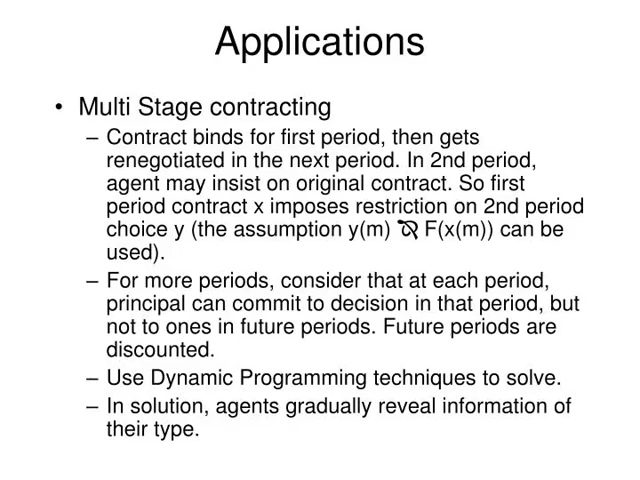 Applications
• Multi Stage contracting
– Contract binds for first period, then gets
renegotiated in the next period. In 2nd period,
agent may insist on original contract. So first
period contract x imposes restriction on 2nd period
choice y (the assumption y(m) F(x(m)) can be
used).
– For more periods, consider that at each period,
principal can commit to decision in that period, but
not to ones in future periods. Future periods are
discounted.
– Use Dynamic Programming techniques to solve.
– In solution, agents gradually reveal information of
their type.